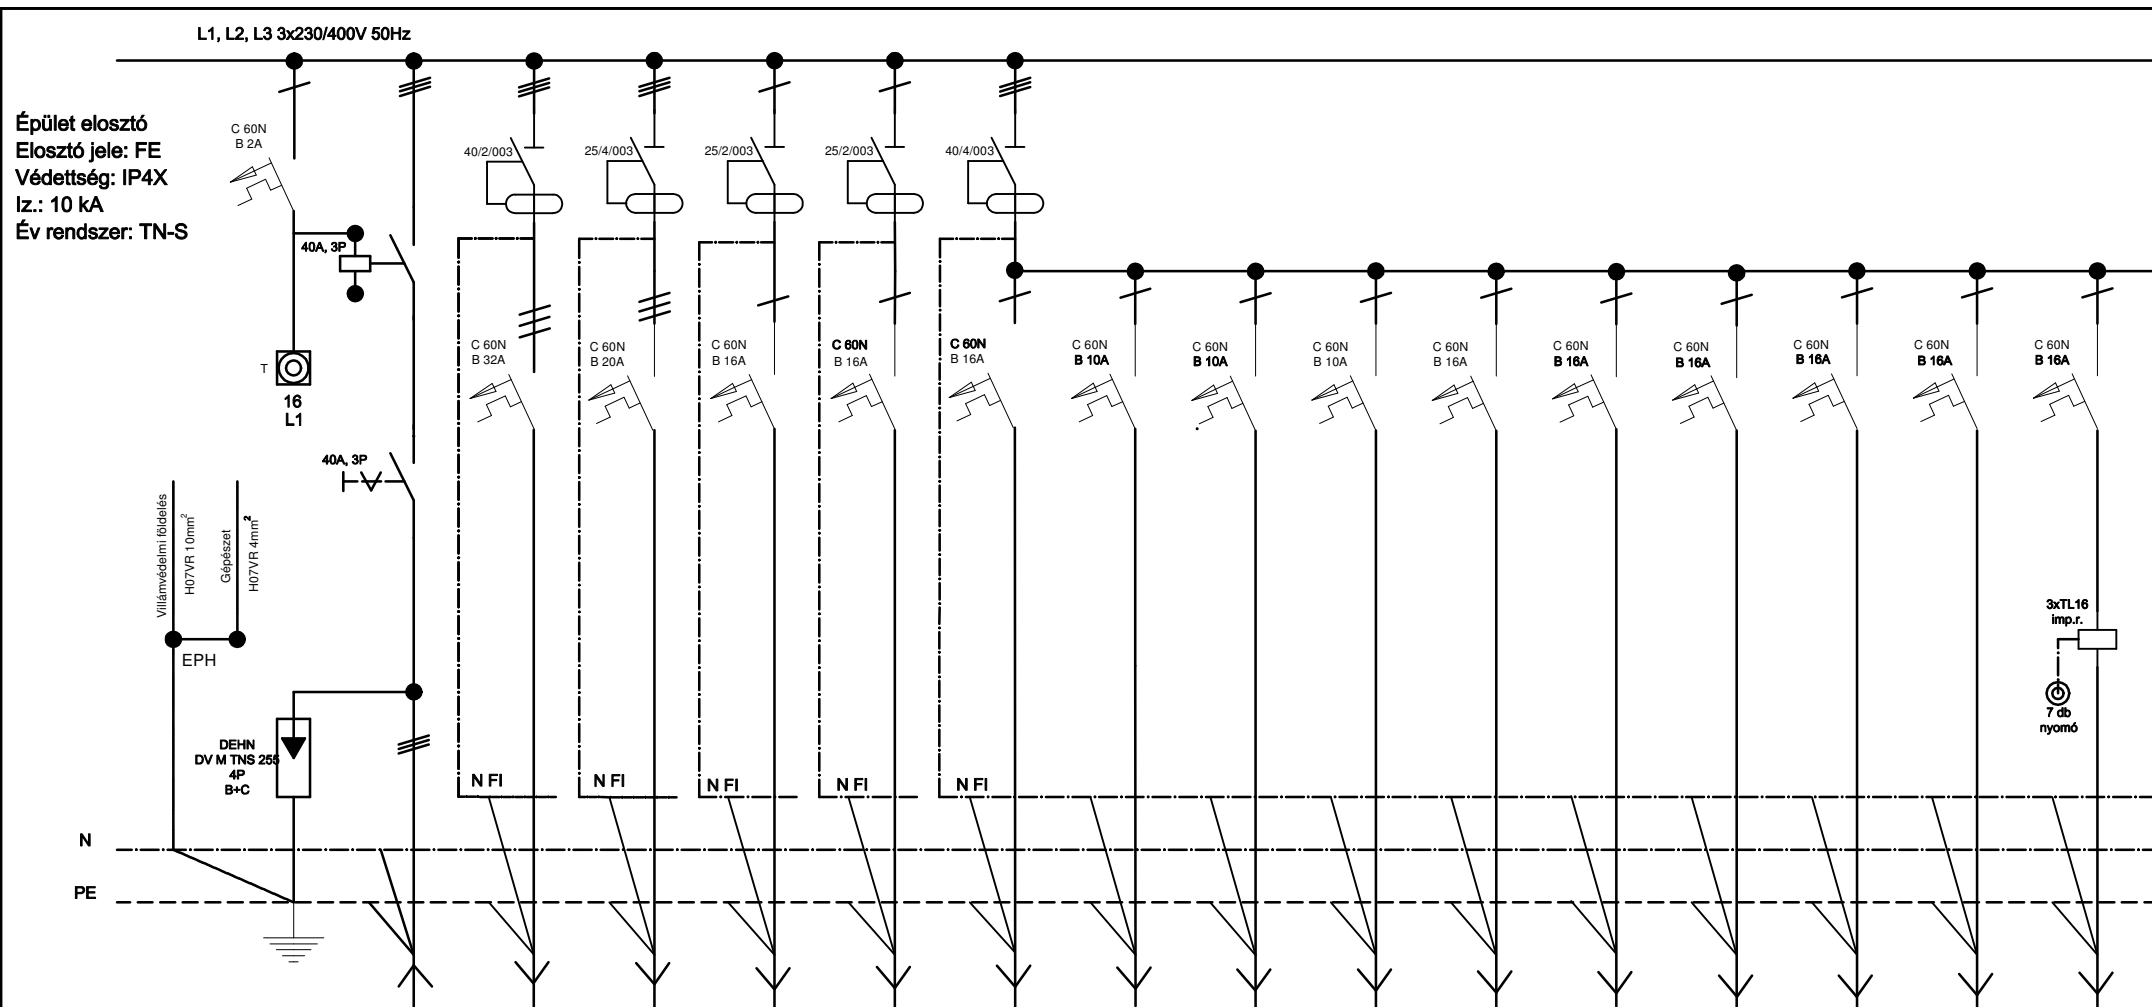 L1, L2, L3 3x230/400V 50Hz
Épület elosztó
Elosztó jele: FE
Védettség: IP4X
Iz.: 10 kA
Év rendszer: TN-S
C 60N
B 2A
40/2/003
25/4/003
25/2/003
25/2/003
40/4/003
40A, 3P
T
16
L1
40A, 3P
C 60N
B 32A
C 60N
B 20A
C 60N
B 16A
C 60N
B 16A
C 60N
B 16A
C 60N
B 10A
C 60N
B 10A
C 60N
B 10A
C 60N
B 16A
C 60N
B 16A
C 60N
B 16A
C 60N
B 16A
C 60N
B 16A
C 60N
B 16A
Villámvédelmi földelés
H07VR 10mm²
Gépészet
H07VR 4mm²
EPH
3xTL16
imp.r.
7 db
nyomó
DEHN
DV M TNS 255
4P
B+C
N FI
N FI
N FI
N FI
N FI
N
PE